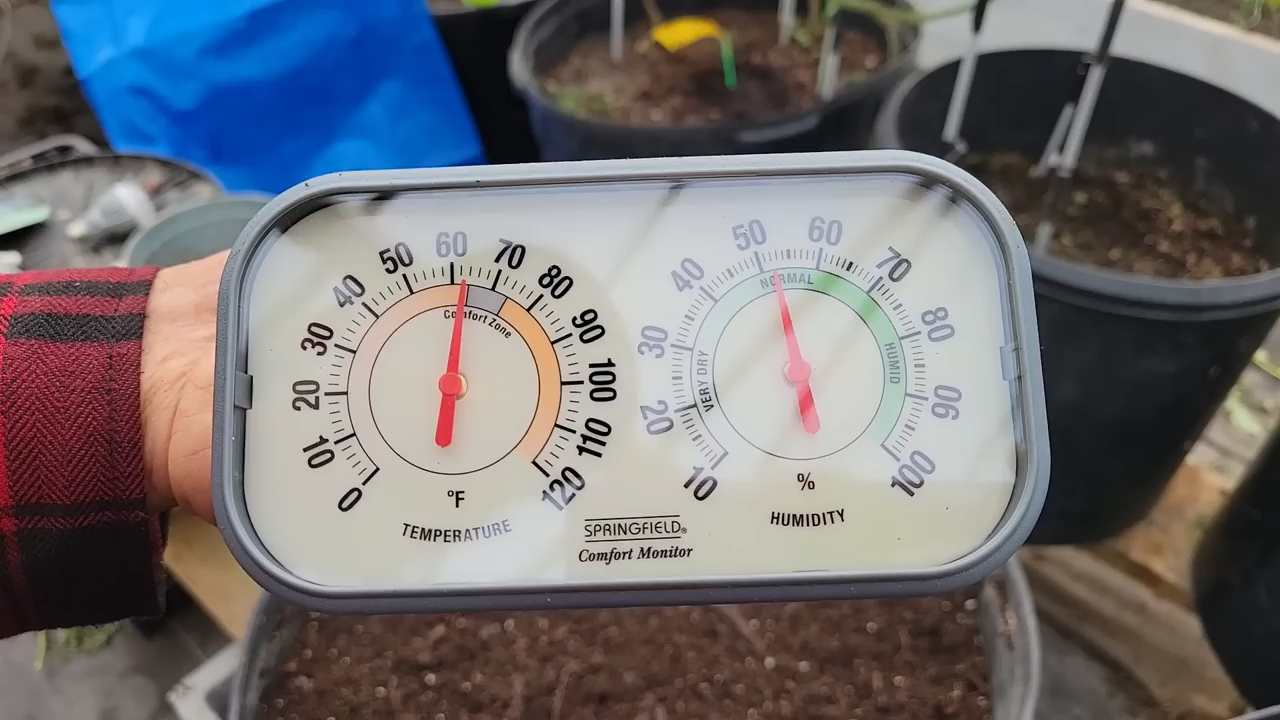 0
10
20
30
40
50
60
70
80
90
100
110
120
Comfort Zone
°F
TEMPERATURE
10
20
30
40
50
60
70
80
90
100
VERY DRY
NORMAL
HUMID
%
HUMIDITY
SPRINGFIELD®
Comfort Monitor